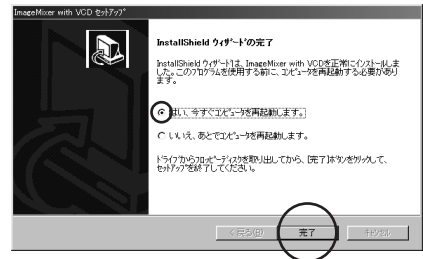 ImageMixer with VCD セットアップ
InstallShield ウィザードの完了
InstallShield ウィザードは、ImageMixer with VCDを正常にインストールしま
した。このプログラムを使用する前に、コンピュータを再起動する必要があり
ます。
はい、今すぐコンピュータを再起動します。
いいえ、あとでコンピュータを再起動します。
ドライブからフロッピーディスクを取り出してから、[完了]ボタンをクリックして、
セットアップを終了してください。
< 戻る(B)
完了
キャンセル